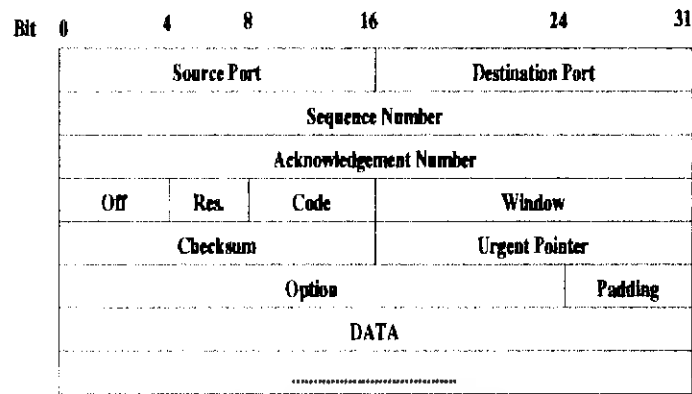 Bit 0 4 8 16 24 31
Source Port Destination Port
Sequence Number
Acknowledgement Number
Off Res. Code Window
Checksum Urgent Pointer
Option Padding
DATA